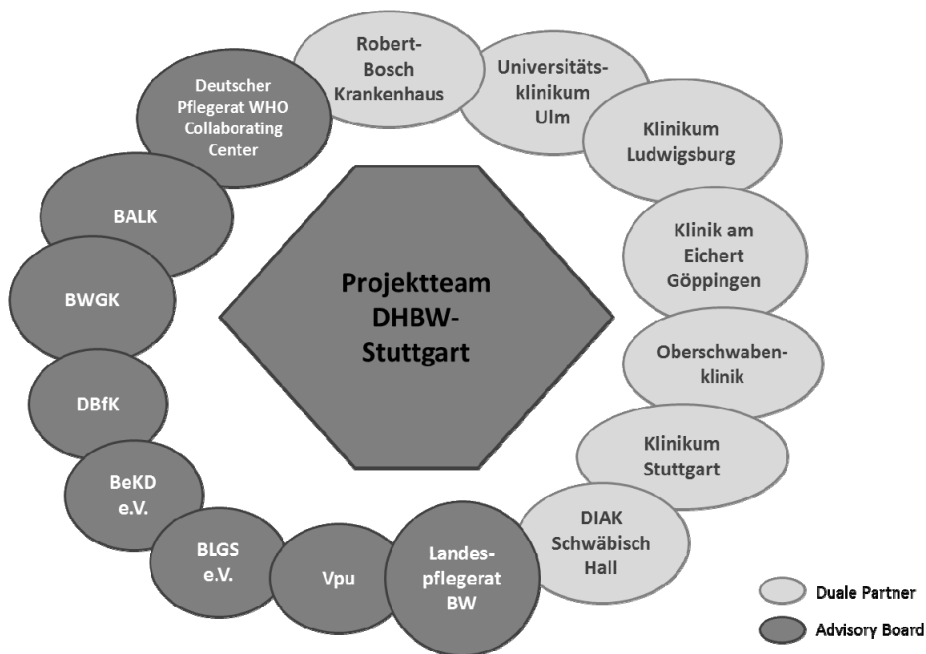 Robert-
Bosch
Krankenhaus
Universitäts-
klinikum
Ulm
Klinikum
Ludwigsburg
Klinik am
Eichert
Göppingen
Oberschwaben-
klinik
Klinikum
Stuttgart
DIAK
Schwäbisch
Hall
Landes-
pflegerat
BW
Vpu
BLGS
e.V.
BeKD
e.V.
DBfK
BWGK
BALK
Deutscher
Pflegerat WHO
Collaborating
Center
Projektteam
DHBW-
Stuttgart
Duale Partner
Advisory Board